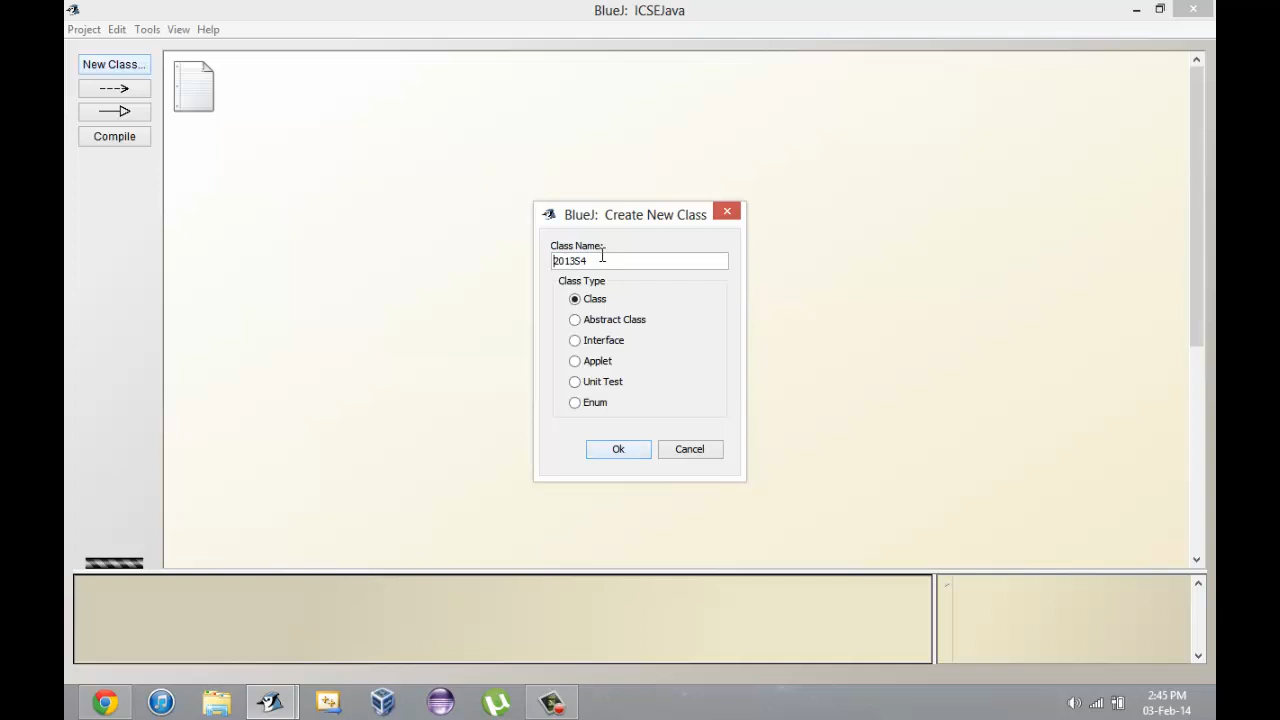 BlueJ: ICSEJava
Project Edit Tools View Help
New Class...
Compile
BlueJ: Create New Class
Class Name:
2013S4
Class Type
Class
Abstract Class
Interface
Applet
Unit Test
Enum
Ok Cancel
2:45 PM
03-Feb-14